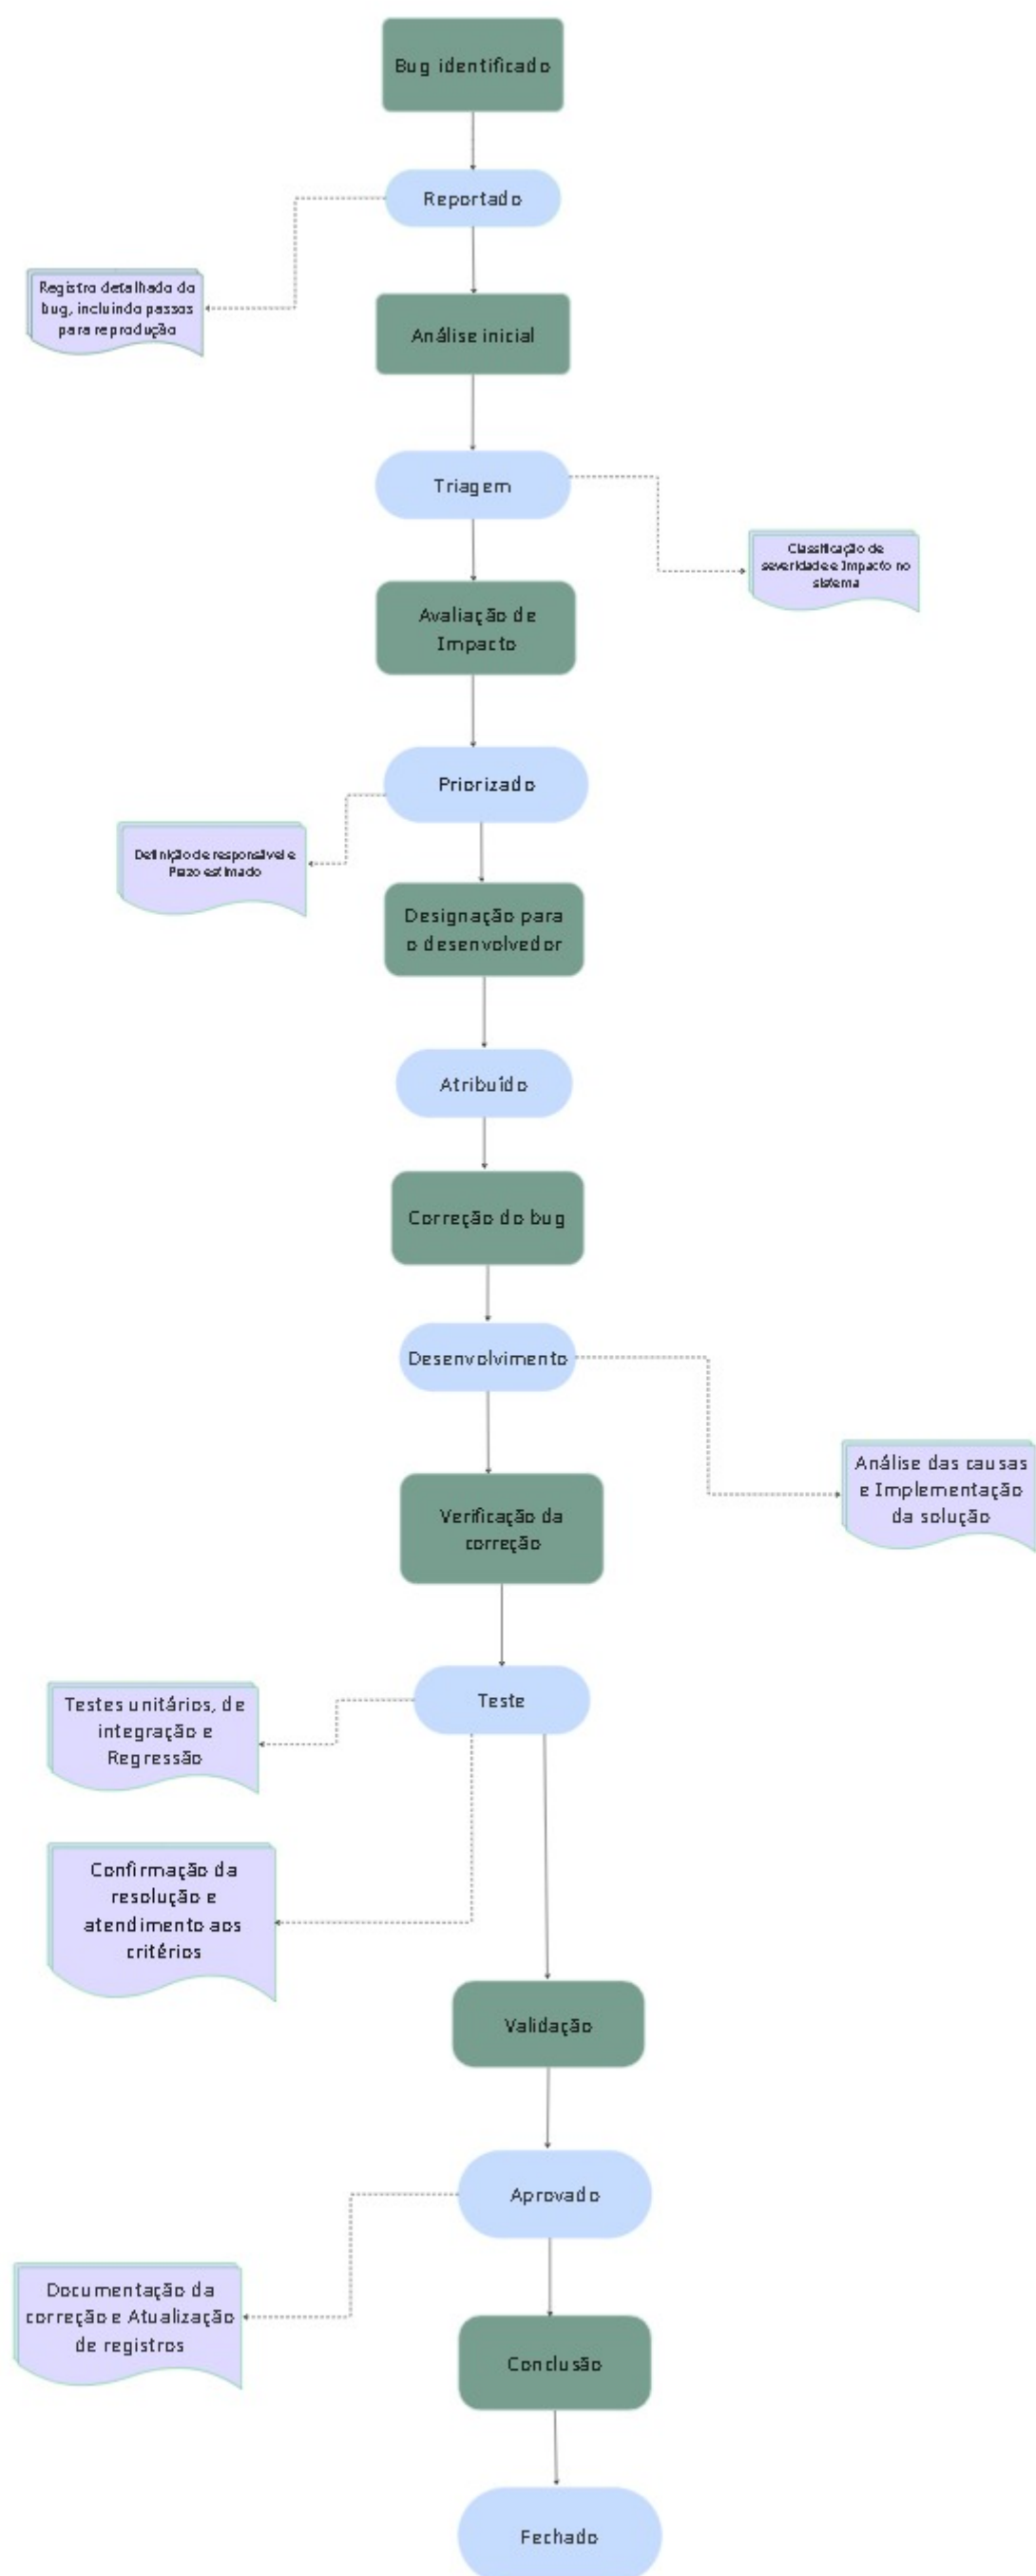 Bug identificado
Reportado
Registro detalhado do
bug, incluindo passos
para reprodução
Análise inicial
Triagem
Classificação de
severidade e Impacto no
sistema
Avaliação de
Impacto
Priorizado
Definição de responsável e
Prazo estimado
Designação para
o desenvolvedor
Atribuído
Correção do bug
Desenvolvimento
Análise das causas
e Implementação
da solução
Verificação da
correção
Teste
Testes unitários, de
integração e
Regressão
Confirmação da
resolução e
atendimento aos
critérios
Validação
Aprovado
Documentação da
correção e Atualização
de registros
Conclusão
Fechado